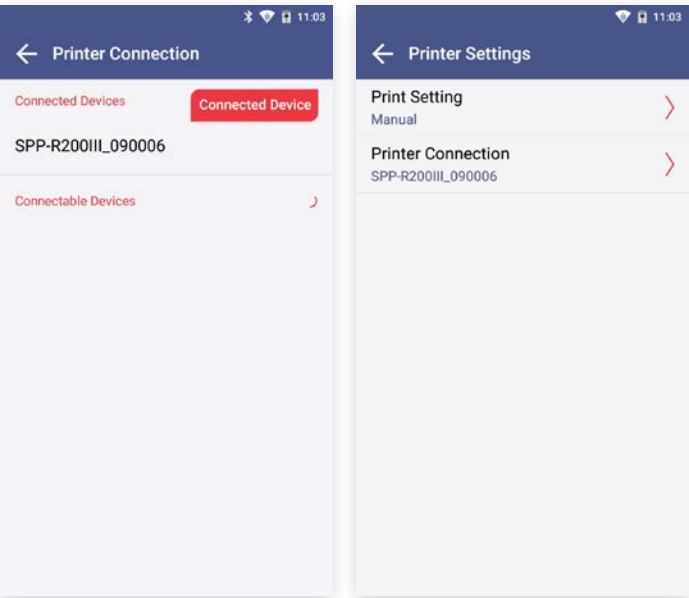 11:03
Printer Connection
Connected Devices
Connected Device
SPP-R200III_090006
Connectable Devices
11:03
Printer Settings
Print Setting
Manual
Printer Connection
SPP-R200III_090006